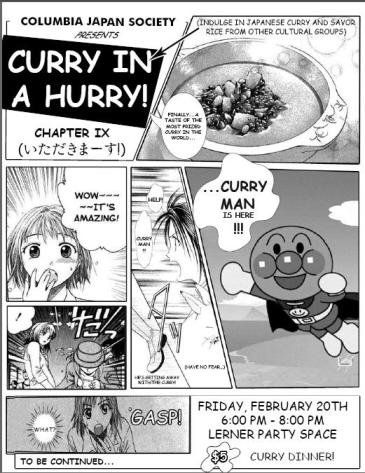 COLUMBIA JAPAN SOCIETY
PRESENTS
CURRY IN
A HURRY!
CHAPTER IX
(いただきまーす!)
(INDULGE IN JAPANESE CURRY AND SAVOR
RICE FROM OTHER CULTURAL GROUPS)
FINALLY...A
TASTE OF THE
MOST PRIZED
CURRY IN THE
WORLD...
WOW~~~
~~IT'S
AMAZING!
HELP!
CURRY
MAN
!!
HE'S GETTING AWAY
WITH THE CURRY!
...CURRY
MAN
IS HERE
!!!
(HAVE NO FEAR..)
WHAT?
GASP!
TO BE CONTINUED...
FRIDAY, FEBRUARY 20TH
6:00 PM - 8:00 PM
LERNER PARTY SPACE
$5 CURRY DINNER!